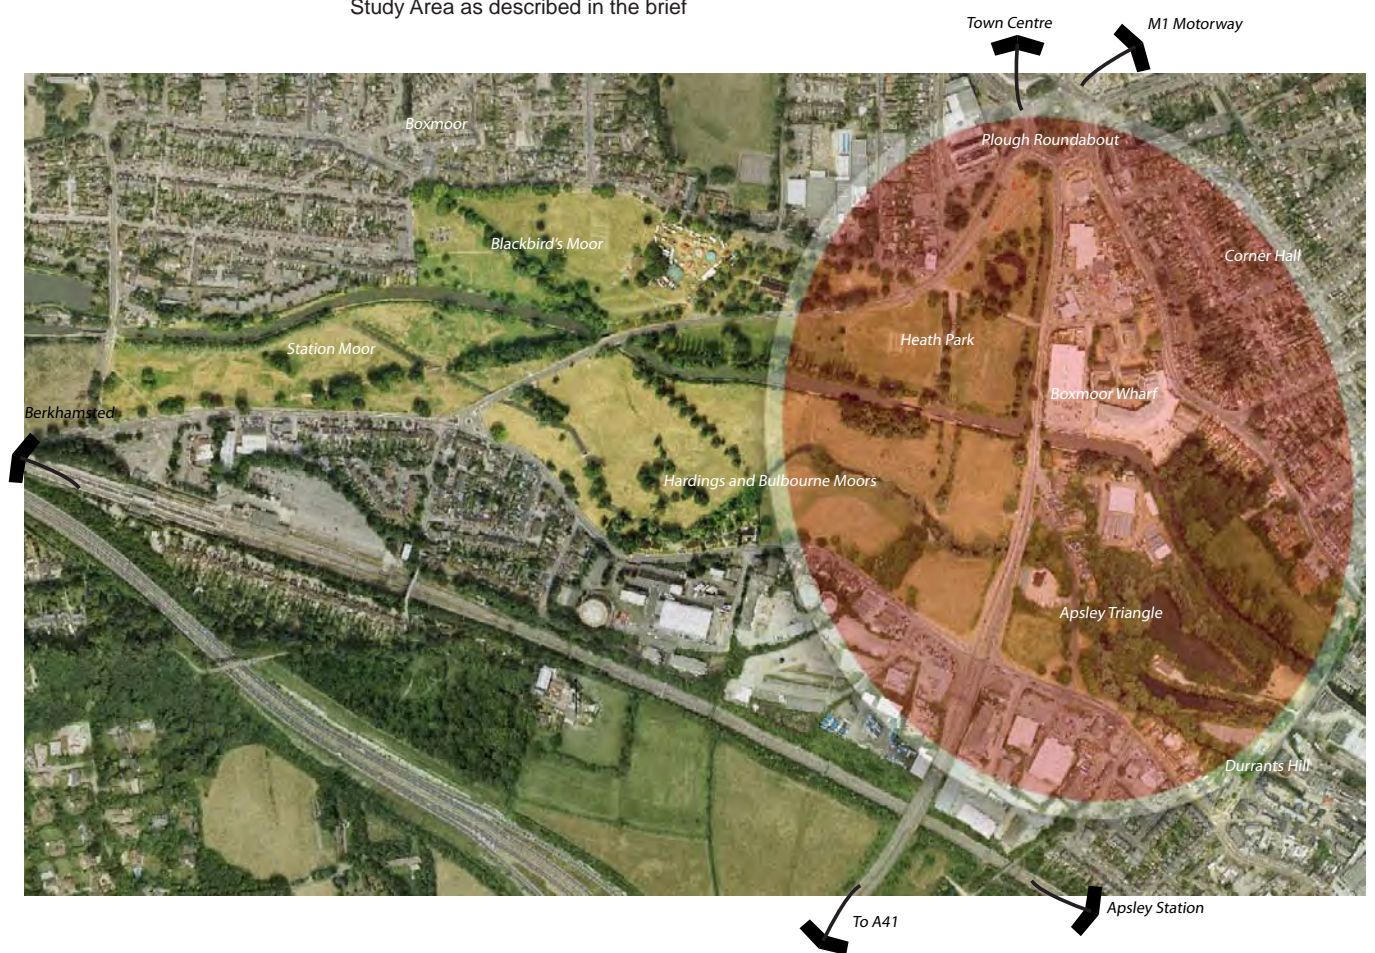 Study Area as described in the brief
Town Centre
M1 Motorway
Boxmoor
Plough Roundabout
Blackbird's Moor
Corner Hall
Station Moor
Heath Park
Boxmoor Wharf
Berkhamsted
Hardings and Bulbourne Moors
Apsley Triangle
Durrants Hill
Apsley Station
To A41